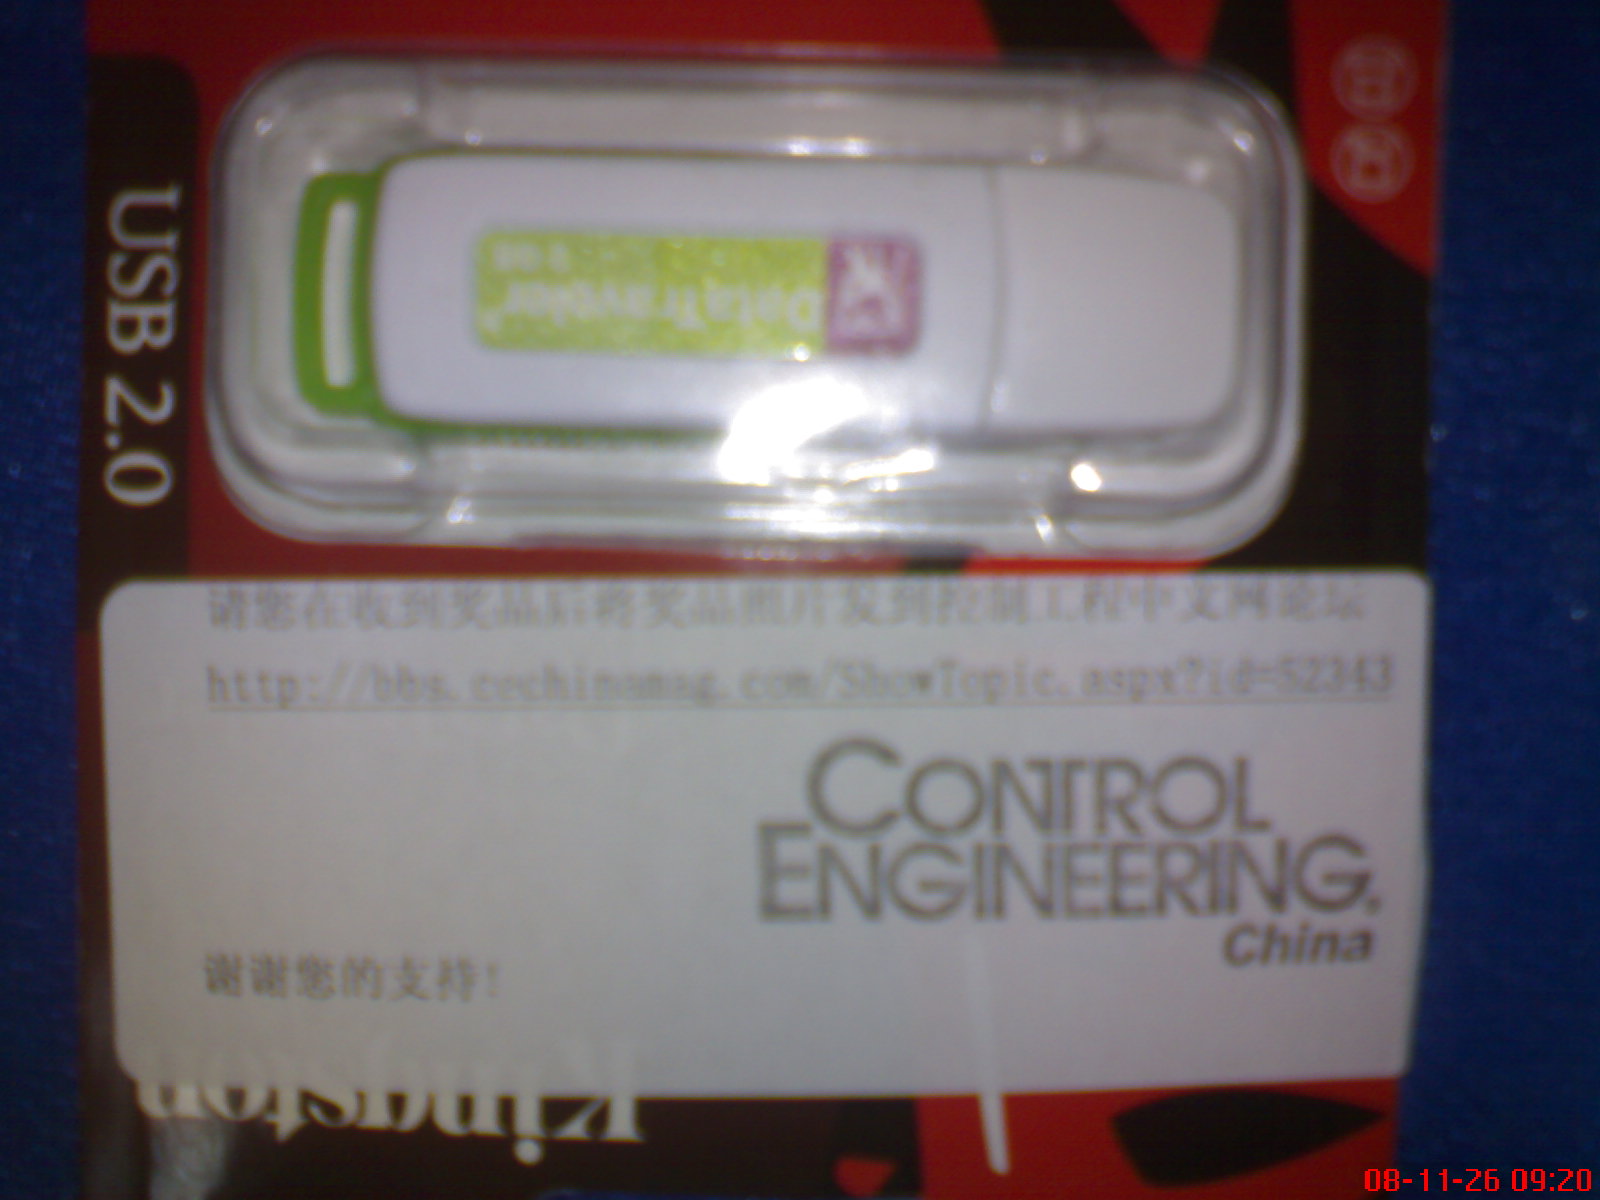 USB 2.0
DataTraveler
请您在收到奖品后将奖品照片发到控制工程中文网论坛
http://bbs.cechinamag.com/ShowTopic.aspx?id=52343
CONTROL
ENGINEERING.
China
谢谢您的支持!
Kingston
08-11-26 09:20